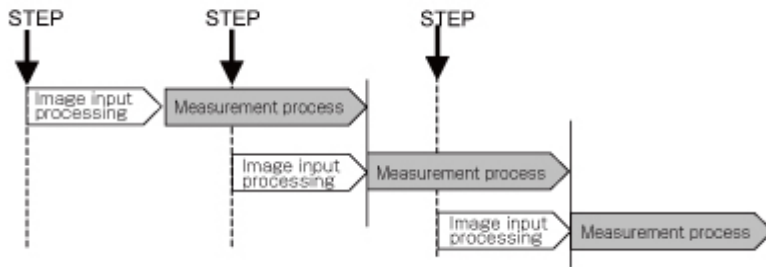 STEP
STEP
STEP
Image input
processing
Measurement process
Image input
processing
Measurement process
Image input
processing
Measurement process